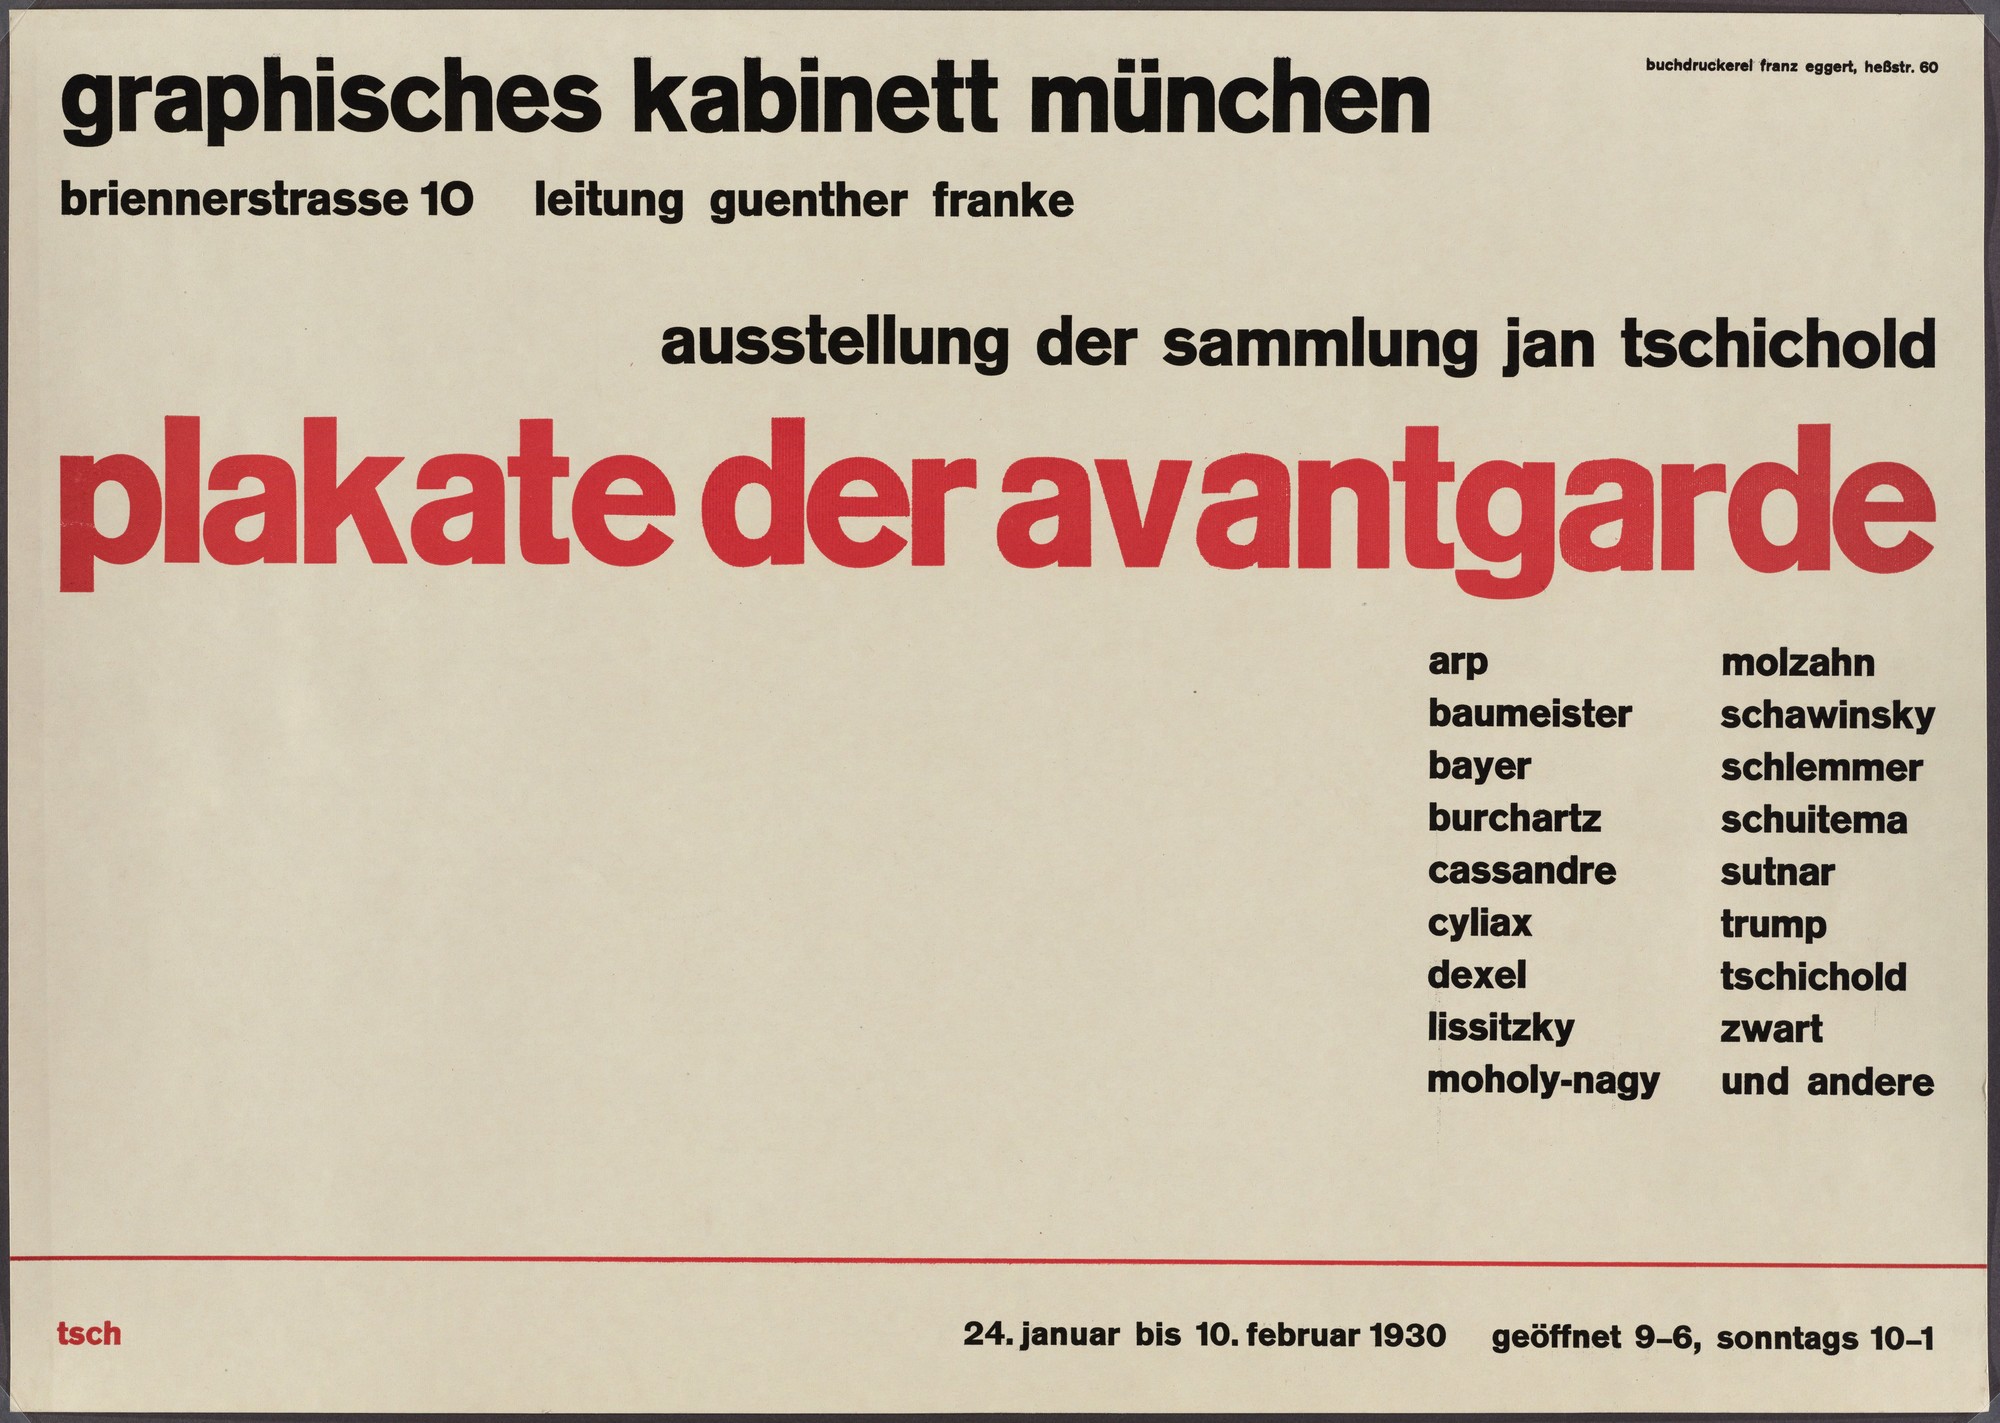 graphisches kabinett münchen
buchdruckerei franz eggert, heßstr. 60
briennerstrasse 10 leitung guenther franke
ausstellung der sammlung jan tschichold
plakate der avantgarde
arp
baumeister
bayer
burchartz
cassandre
cyliax
dexel
lissitzky
moholy-nagy
molzahn
schawinsky
schlemmer
schuitema
sutnar
trump
tschichold
zwart
und andere
tsch
24. januar bis 10. februar 1930 geöffnet 9–6, sonntags 10–1